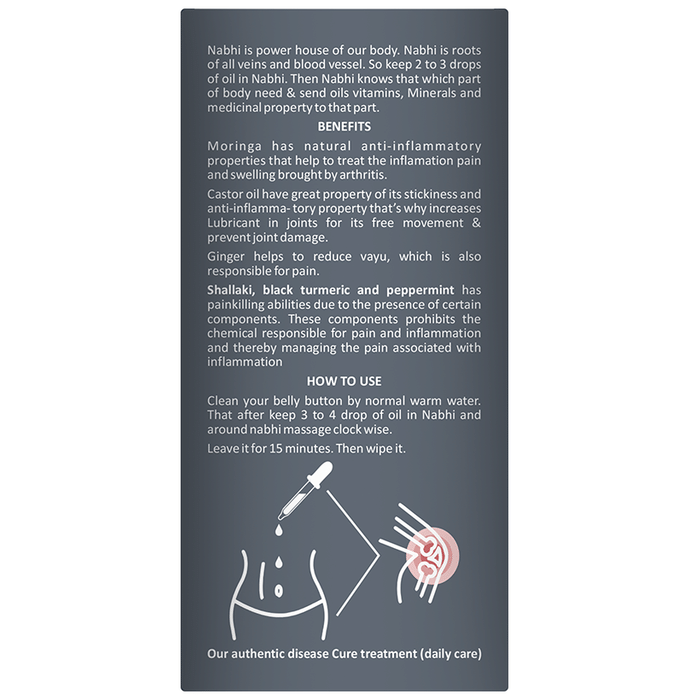 Nabhi is power house of our body. Nabhi is roots
of all veins and blood vessel. So keep 2 to 3 drops
of oil in Nabhi. Then Nabhi knows that which part
of body need & send oils vitamins, Minerals and
medicinal property to that part.
BENEFITS
Moringa has natural anti-inflammatory
properties that help to treat the inflamation pain
and swelling brought by arthritis.
Castor oil have great property of its stickiness and
anti-inflamma- tory property that's why increases
Lubricant in joints for its free movement &
prevent joint damage.
Ginger helps to reduce vayu, which is also
responsible for pain.
Shallaki, black turmeric and peppermint has
painkilling abilities due to the presence of certain
components. These components prohibits the
chemical responsible for pain and inflammation
and thereby managing the pain associated with
inflammation
HOW TO USE
Clean your belly button by normal warm water.
That after keep 3 to 4 drop of oil in Nabhi and
around nabhi massage clock wise.
Leave it for 15 minutes. Then wipe it.
Our authentic disease Cure treatment (daily care)